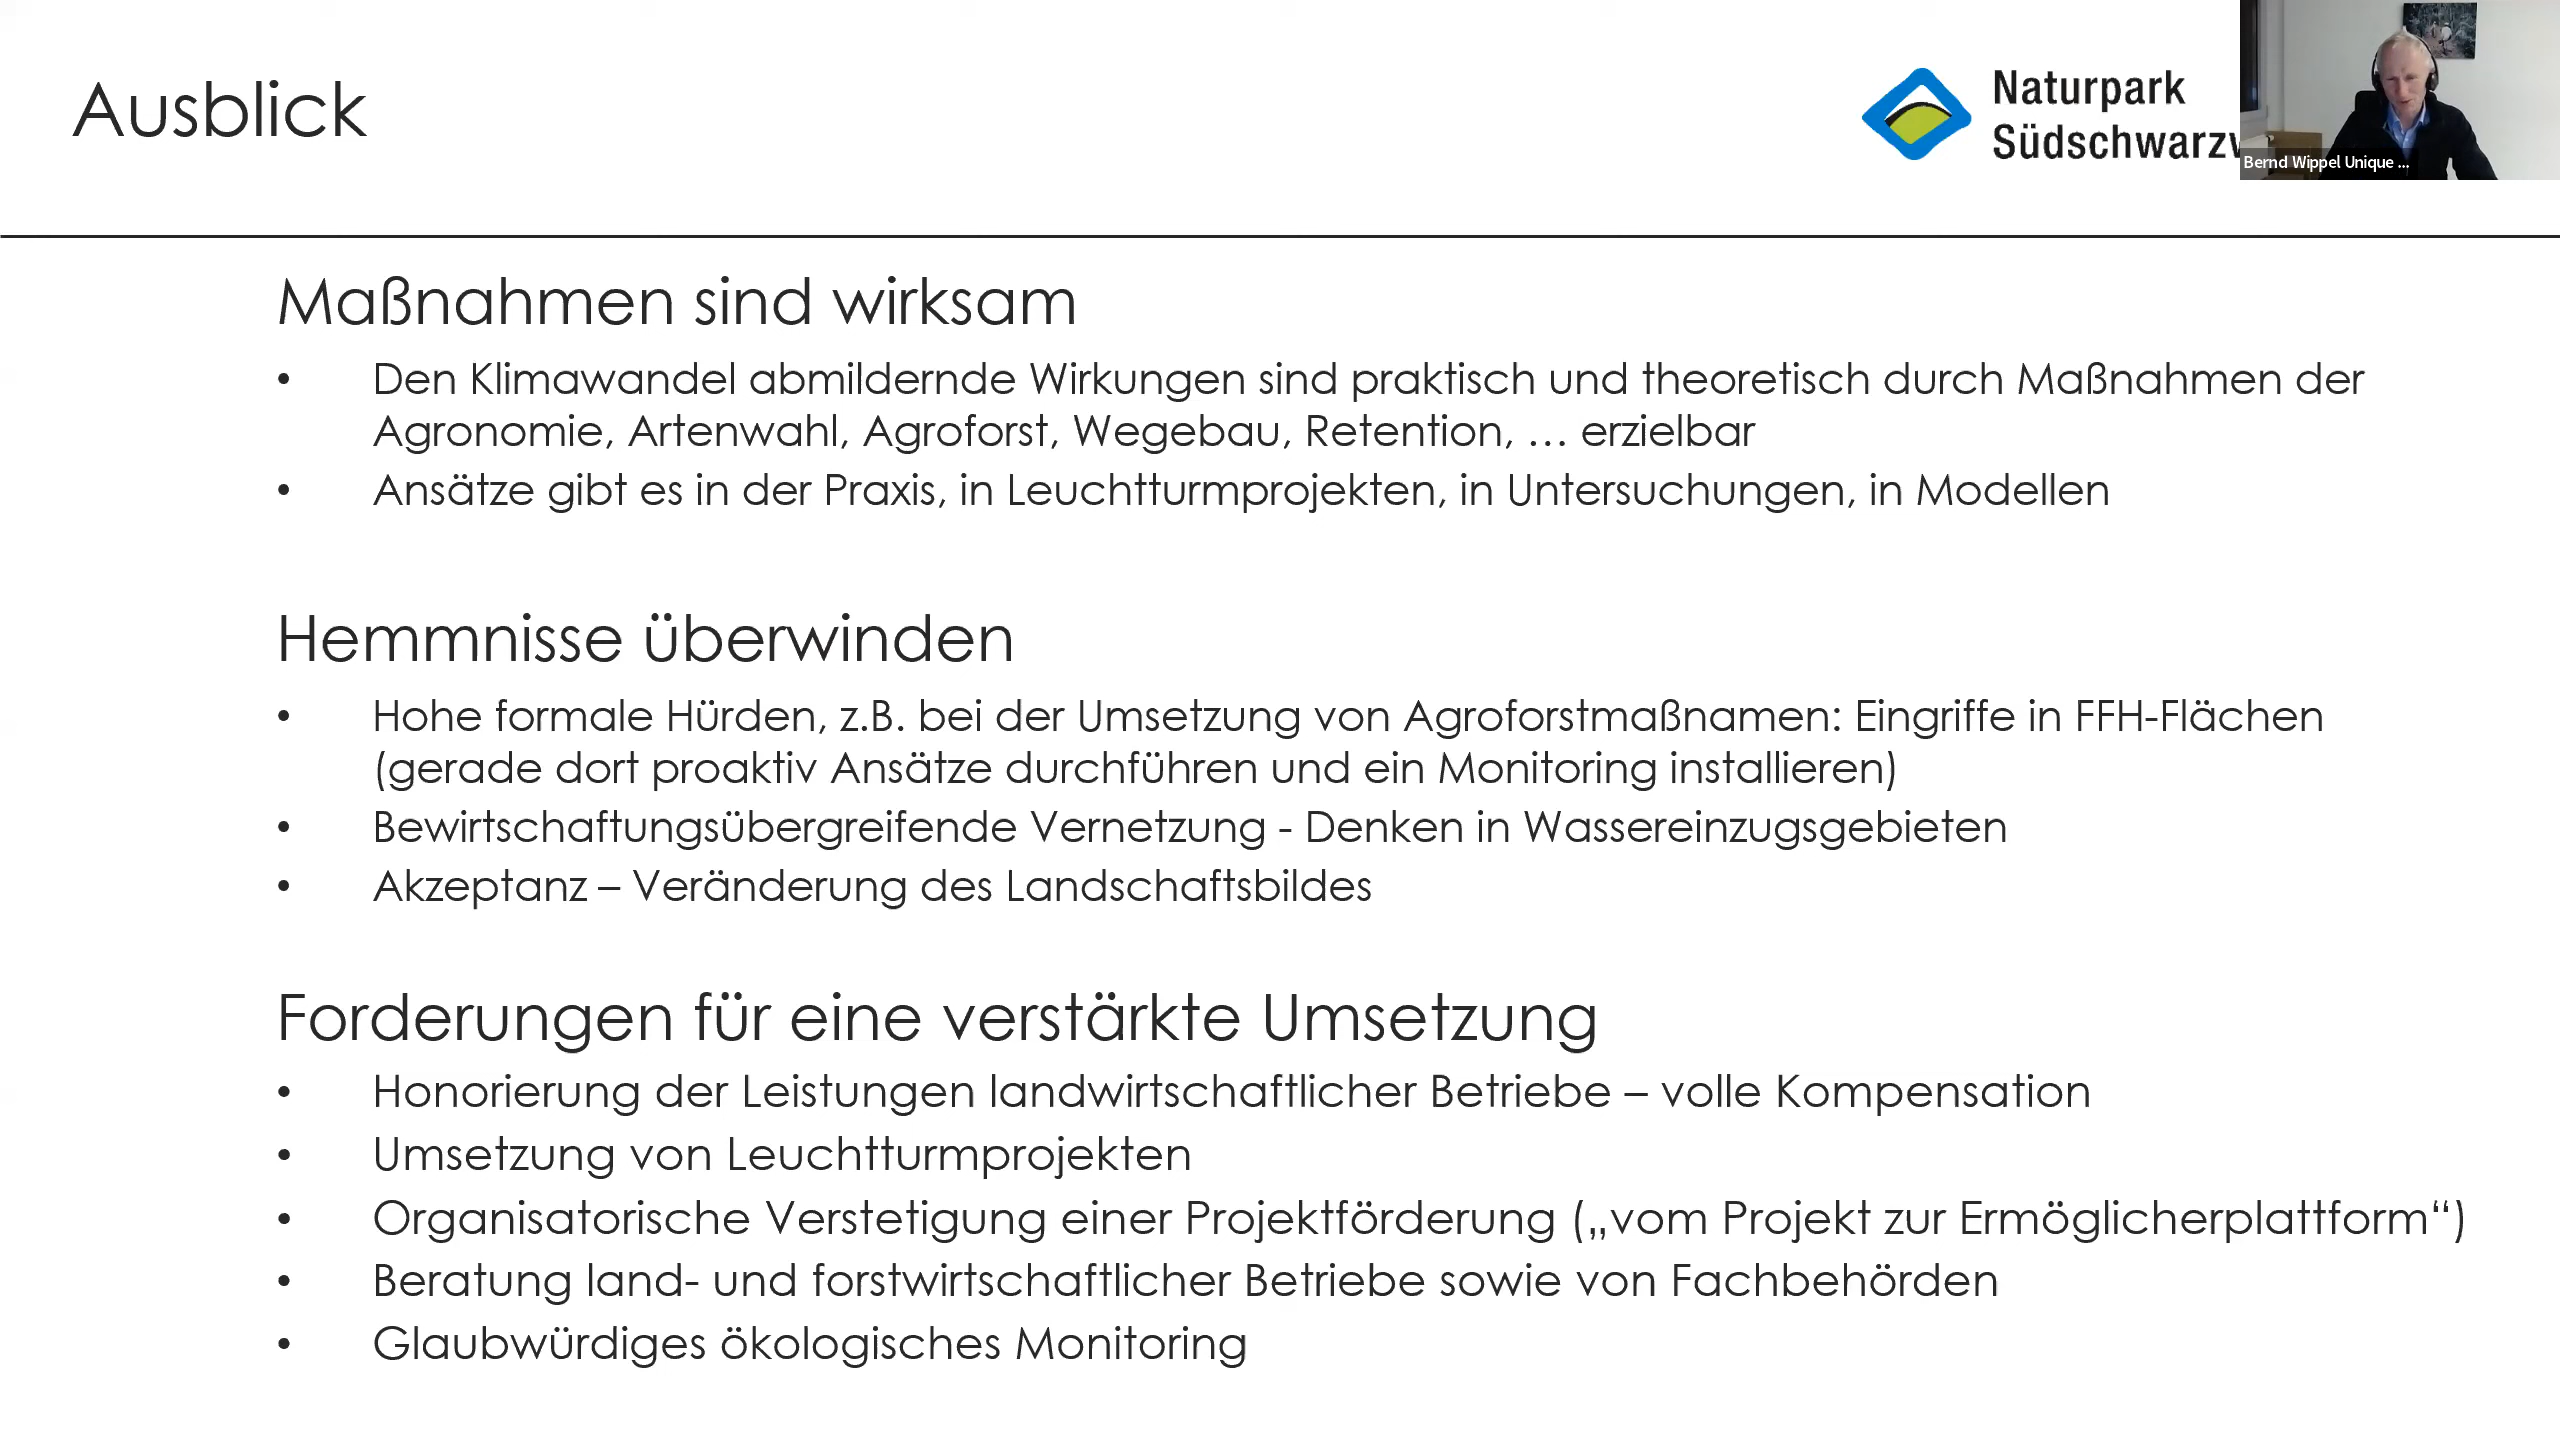 Ausblick
Naturpark
Bernd Wippel Unique ...
Maßnahmen sind wirksam
• Den Klimawandel abmildernde Wirkungen sind praktisch und theoretisch durch Maßnahmen der
Agronomie, Artenwahl, Agroforst, Wegebau, Retention, … erzielbar
• Ansätze gibt es in der Praxis, in Leuchtturmprojekten, in Untersuchungen, in Modellen
Hemmnisse überwinden
• Hohe formale Hürden, z.B. bei der Umsetzung von Agroforstmaßnamen: Eingriffe in FFH-Flächen
(gerade dort proaktiv Ansätze durchführen und ein Monitoring installieren)
• Bewirtschaftungsübergreifende Vernetzung - Denken in Wassereinzugsgebieten
• Akzeptanz – Veränderung des Landschaftsbildes
Forderungen für eine verstärkte Umsetzung
• Honorierung der Leistungen landwirtschaftlicher Betriebe – volle Kompensation
• Umsetzung von Leuchtturmprojekten
• Organisatorische Verstetigung einer Projektförderung („vom Projekt zur Ermöglicherplattform“)
• Beratung land- und forstwirtschaftlicher Betriebe sowie von Fachbehörden
• Glaubwürdiges ökologisches Monitoring